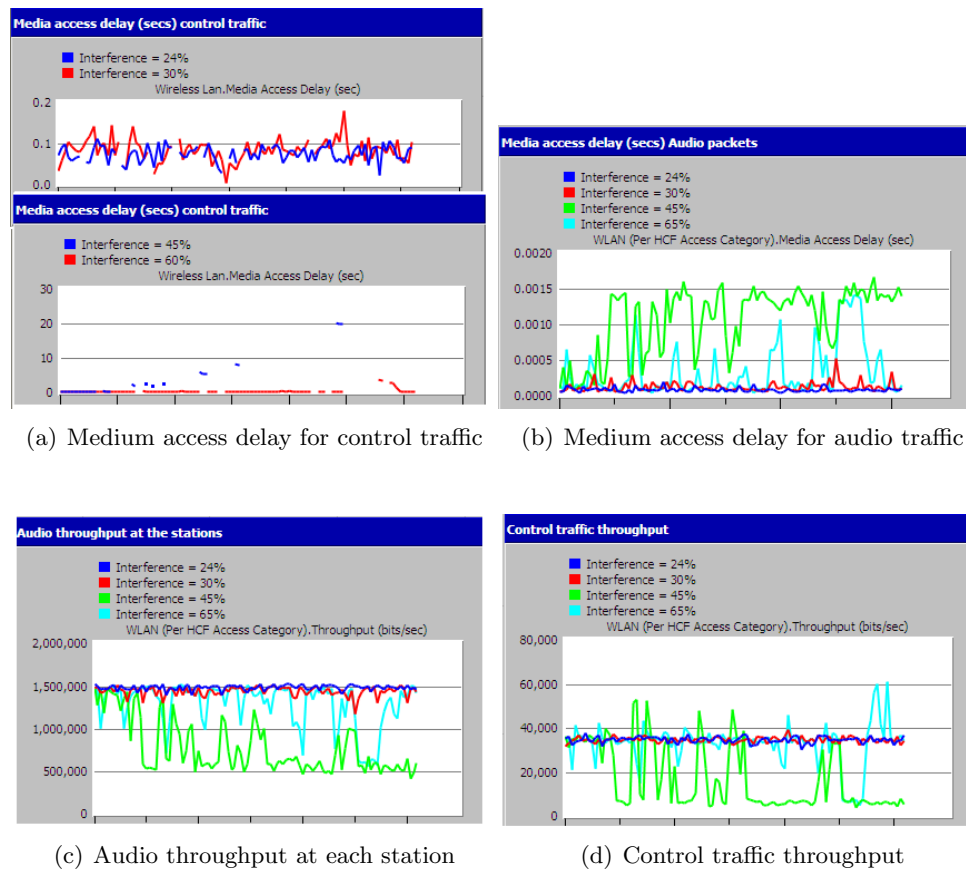 Media access delay (secs) control traffic
Interference = 24%
Interference = 30%
Wireless Lan.Media Access Delay (sec)
0.2
0.1
0.0
Media access delay (secs) control traffic
Interference = 45%
Interference = 60%
Wireless Lan.Media Access Delay (sec)
30
20
10
0
(a) Medium access delay for control traffic
Media access delay (secs) Audio packets
Interference = 24%
Interference = 30%
Interference = 45%
Interference = 65%
WLAN (Per HCF Access Category).Media Access Delay (sec)
0.0020
0.0015
0.0010
0.0005
0.0000
(b) Medium access delay for audio traffic
Audio throughput at the stations
Interference = 24%
Interference = 30%
Interference = 45%
Interference = 65%
WLAN (Per HCF Access Category).Throughput (bits/sec)
2,000,000
1,500,000
1,000,000
500,000
0
(c) Audio throughput at each station
Control traffic throughput
Interference = 24%
Interference = 30%
Interference = 45%
Interference = 65%
WLAN (Per HCF Access Category).Throughput (bits/sec)
80,000
60,000
40,000
20,000
0
(d) Control traffic throughput